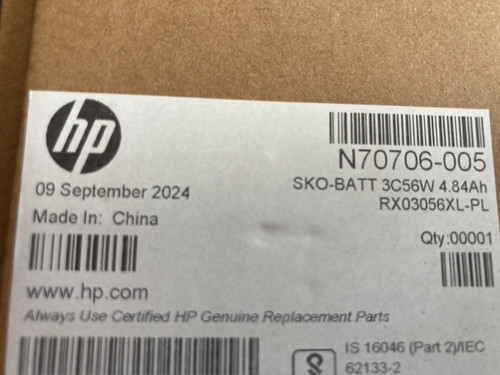 hp
N70706-005
09 September 2024
SKO-BATT 3C56W 4.84Ah
RX03056XL-PL
Made In: China
Qty:00001
www.hp.com
Always Use Certified HP Genuine Replacement Parts
IS 16046 (Part 2)/IEC
62133-2